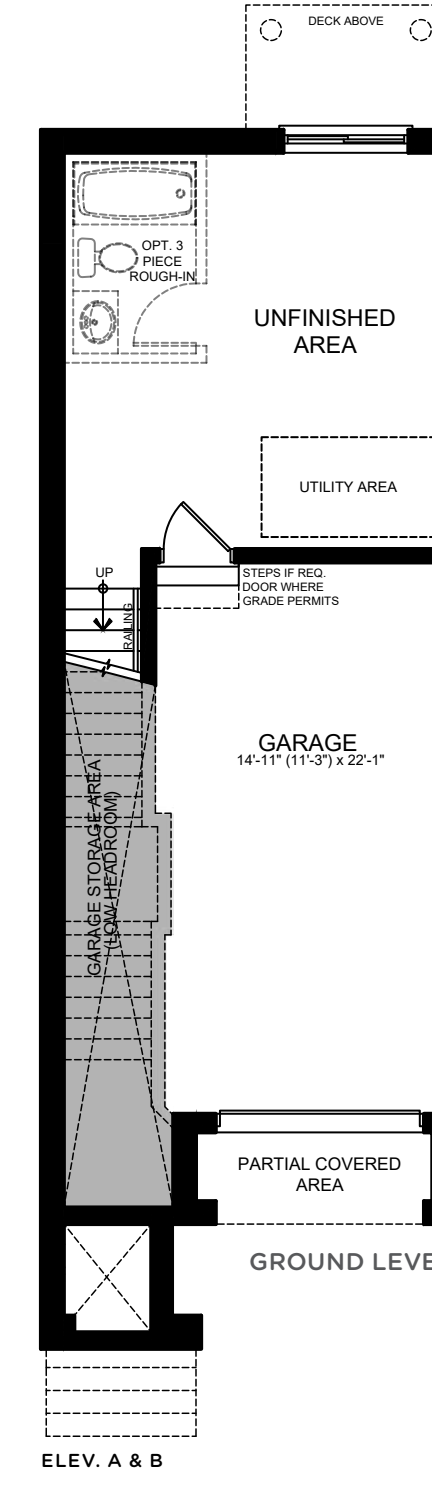 DECK ABOVE
OPT. 3
PIECE
ROUGH-IN
UNFINISHED
AREA
UTILITY AREA
UP
RAILING
STEPS IF REQ.
DOOR WHERE
GRADE PERMITS
GARAGE
14'-11" (11'-3") x 22'-1"
GARAGE STORAGE AREA
(LOW HEADROOM)
PARTIAL COVERED
AREA
GROUND LEVE
ELEV. A & B